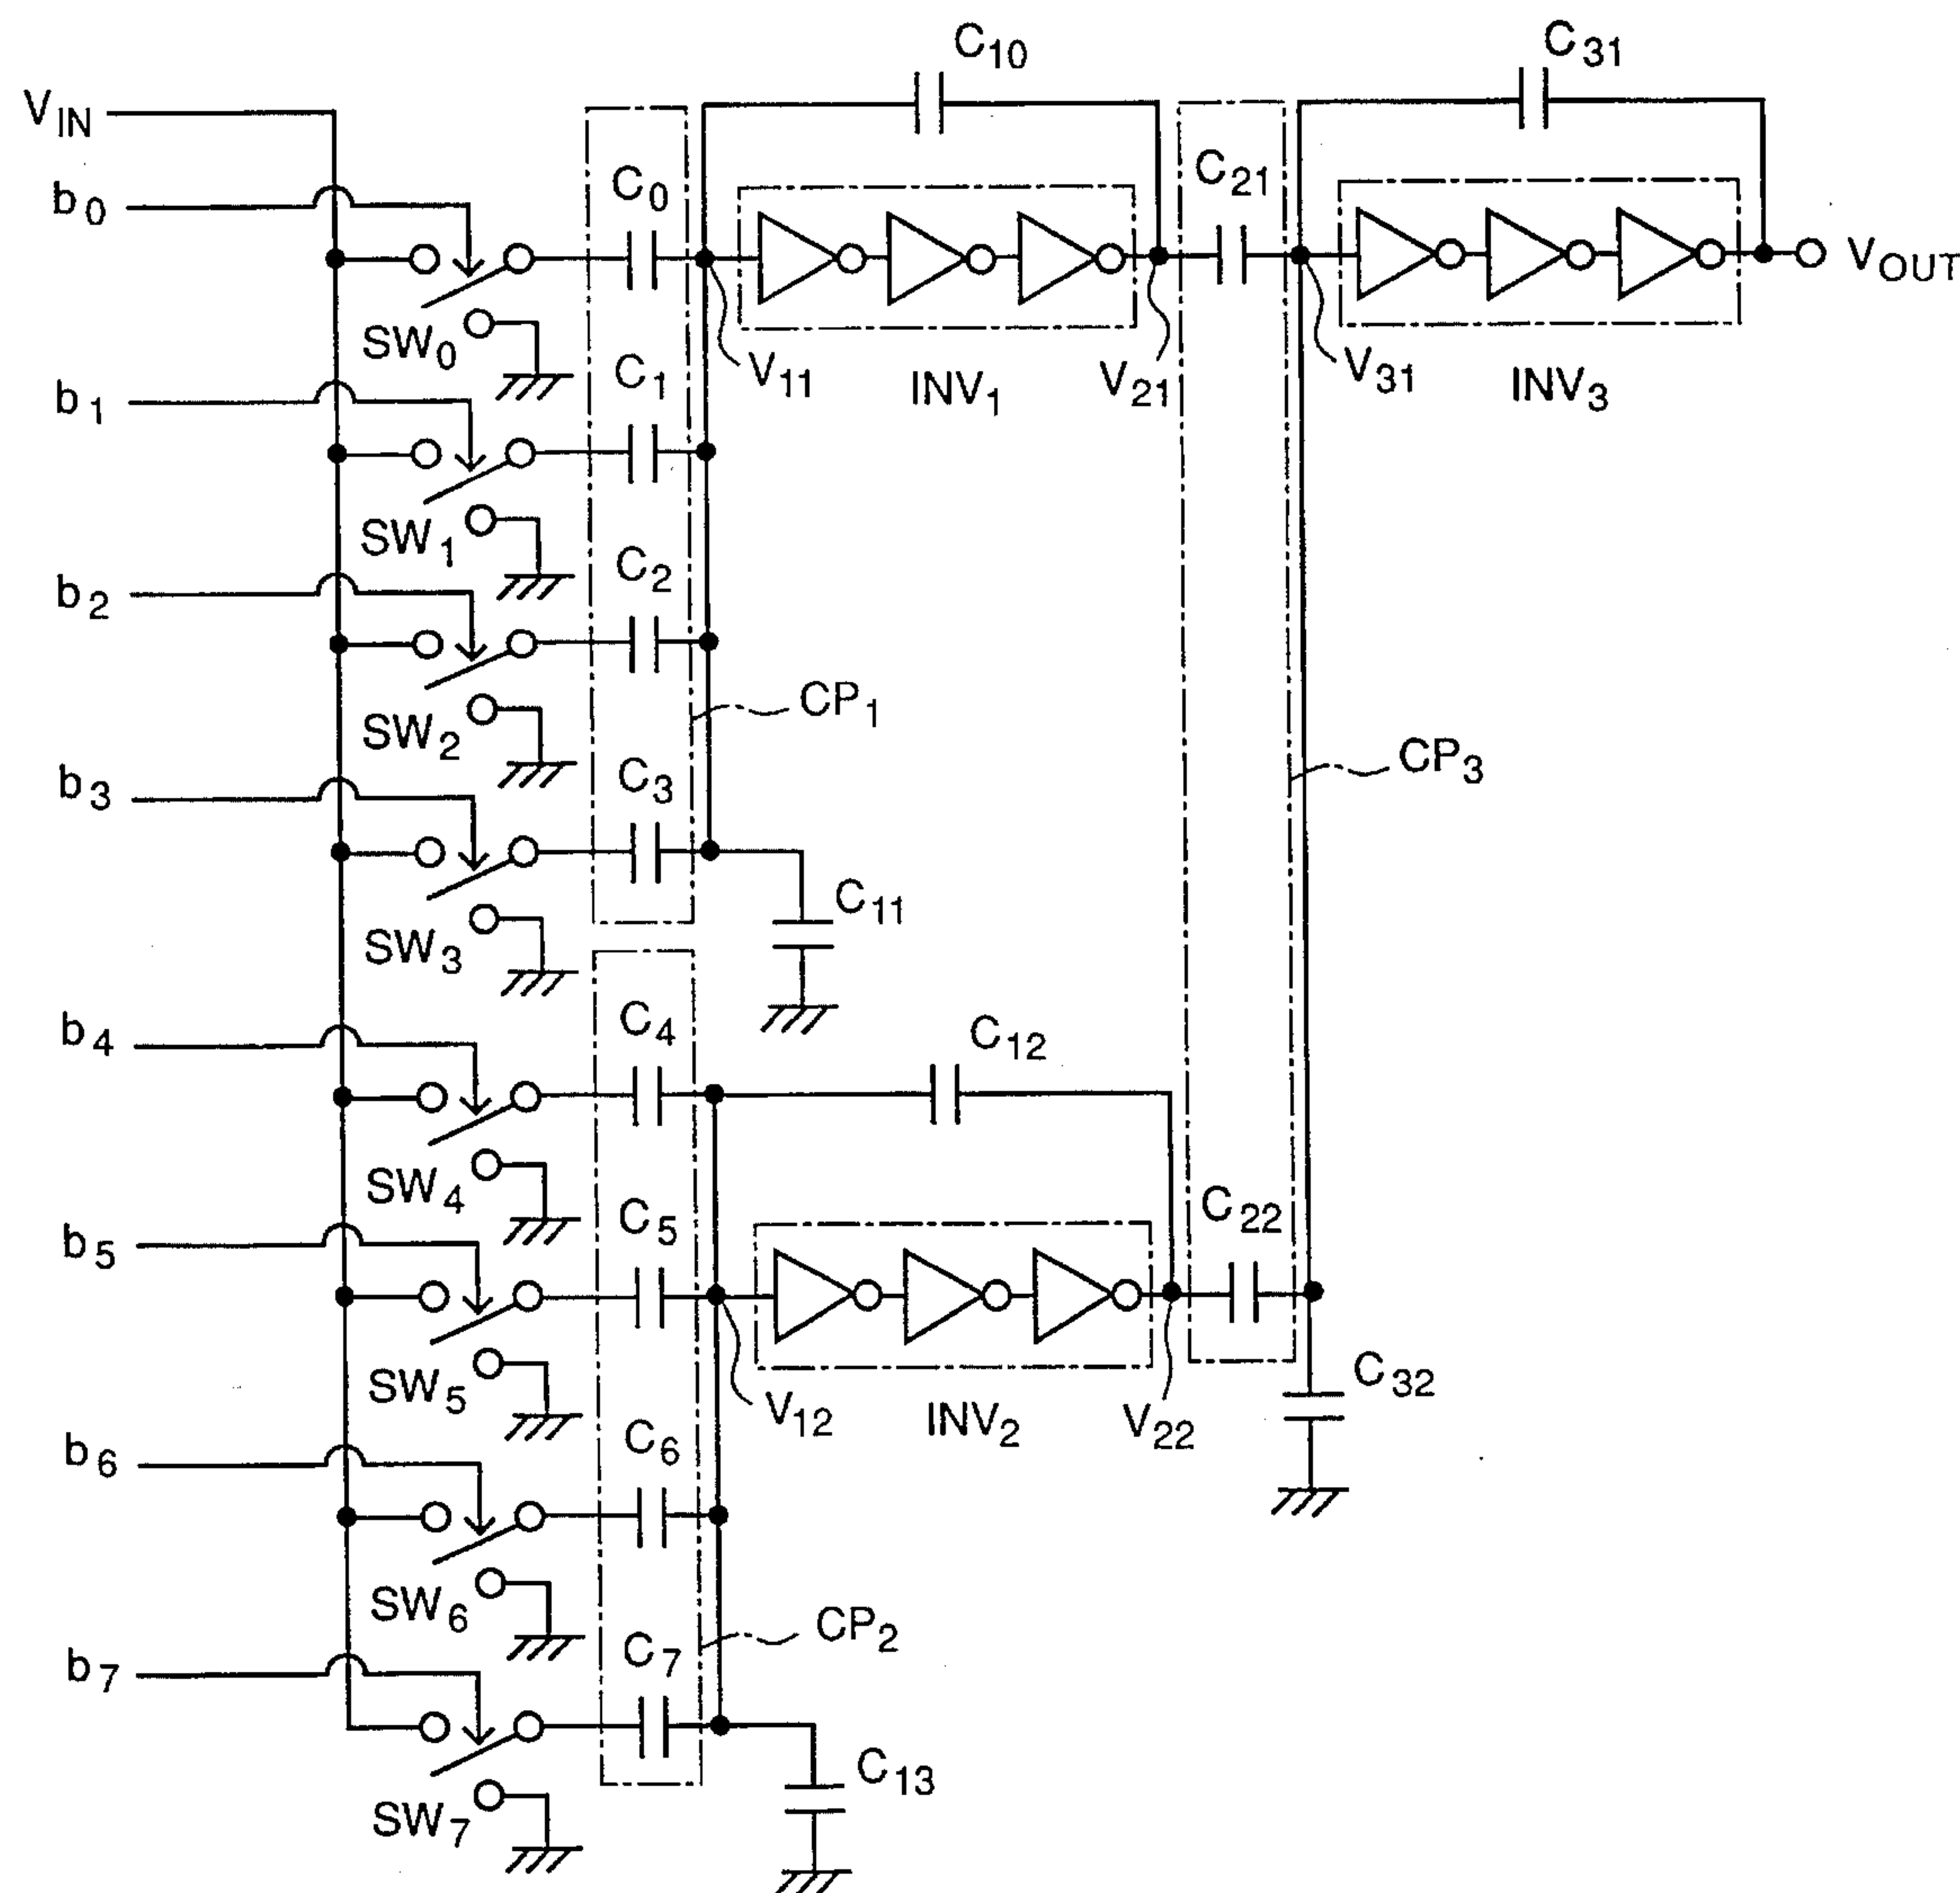 C10
C31
VIN
b0
C0
C21
VOUT
SW0
V11
INV1
V21
V31
INV3
C1
b1
SW1
C2
b2
SW2
CP1
C3
CP3
b3
C11
SW3
C4
b4
C12
SW4
C5
C22
b5
SW5
V12
INV2
V22
C32
C6
b6
SW6
CP2
C7
b7
C13
SW7